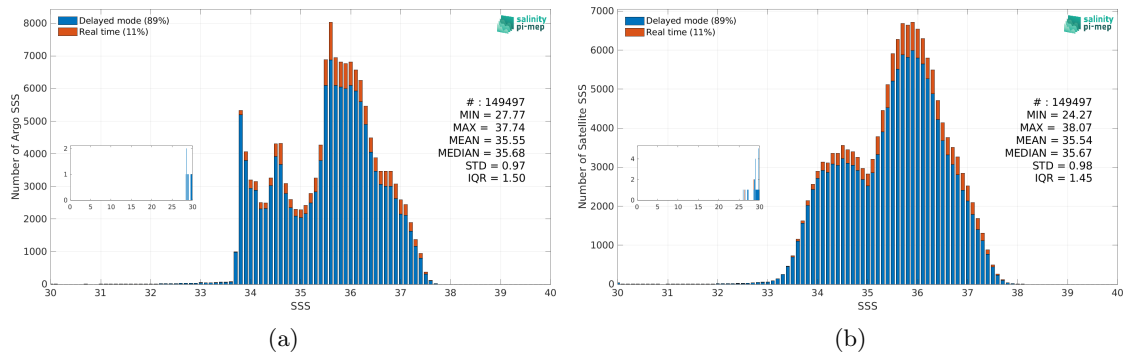 Delayed mode (89%)
Real time (11%)
salinity
pi-mep
# : 149497
MIN = 27.77
MAX = 37.74
MEAN = 35.55
MEDIAN = 35.68
STD = 0.97
IQR = 1.50
Number of Argo SSS
8000
7000
6000
5000
4000
3000
2000
1000
0
2
1
0
0 5 10 15 20 25 30
30 31 32 33 34 35 36 37 38 39 40
SSS
(a)
Delayed mode (89%)
Real time (11%)
salinity
pi-mep
# : 149497
MIN = 24.27
MAX = 38.07
MEAN = 35.54
MEDIAN = 35.67
STD = 0.98
IQR = 1.45
Number of Satellite SSS
7000
6000
5000
4000
3000
2000
1000
0
4
2
0
0 5 10 15 20 25 30
30 31 32 33 34 35 36 37 38 39 40
SSS
(b)